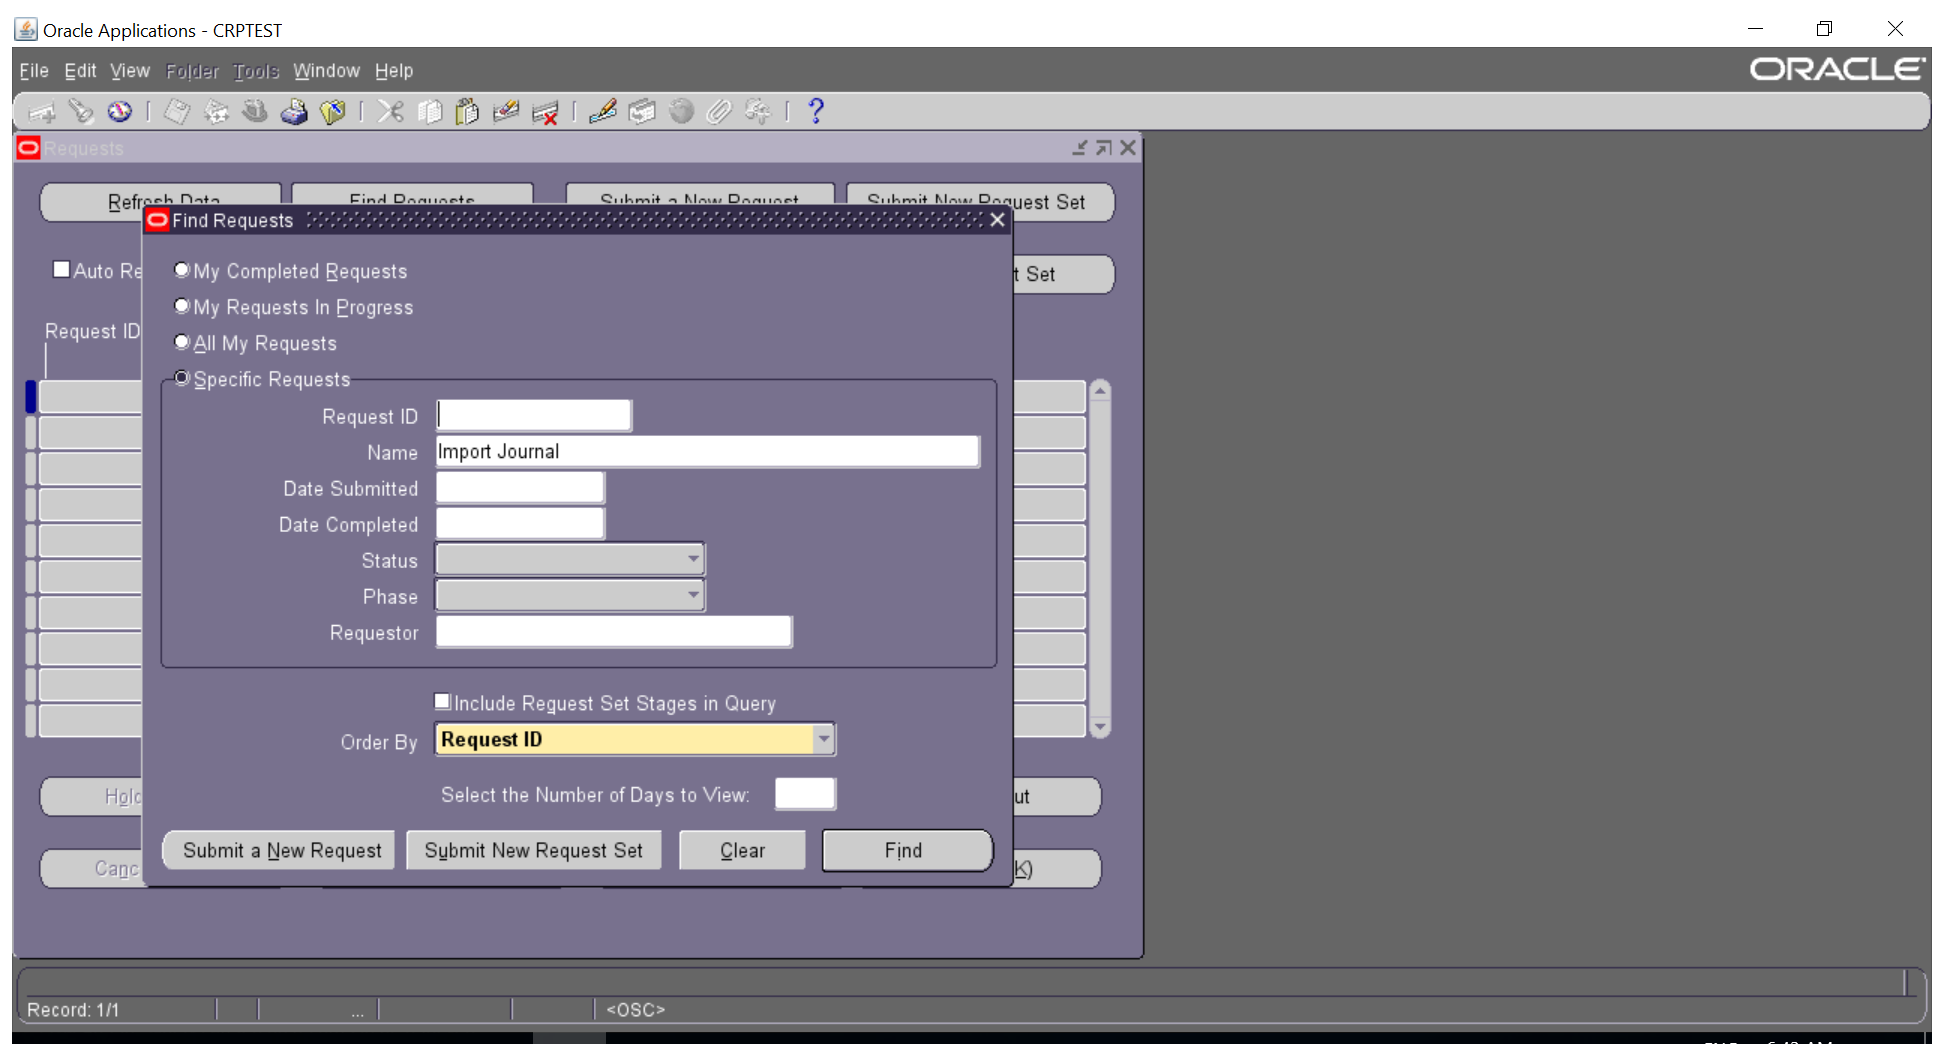 Oracle Applications - CRPTEST
File Edit View Folder Tools Window Help
ORACLE
Requests
Refresh Data Find Requests Submit a New Request Submit New Request Set
Find Requests
Auto Re
t Set
My Completed Requests
My Requests In Progress
All My Requests
Request ID
Specific Requests
Request ID
Name Import Journal
Date Submitted
Date Completed
Status
Phase
Requestor
Include Request Set Stages in Query
Order By Request ID
Select the Number of Days to View:
Hold
ut
Submit a New Request Submit New Request Set Clear Find
Canc
K)
Record: 1/1 ... <OSC>